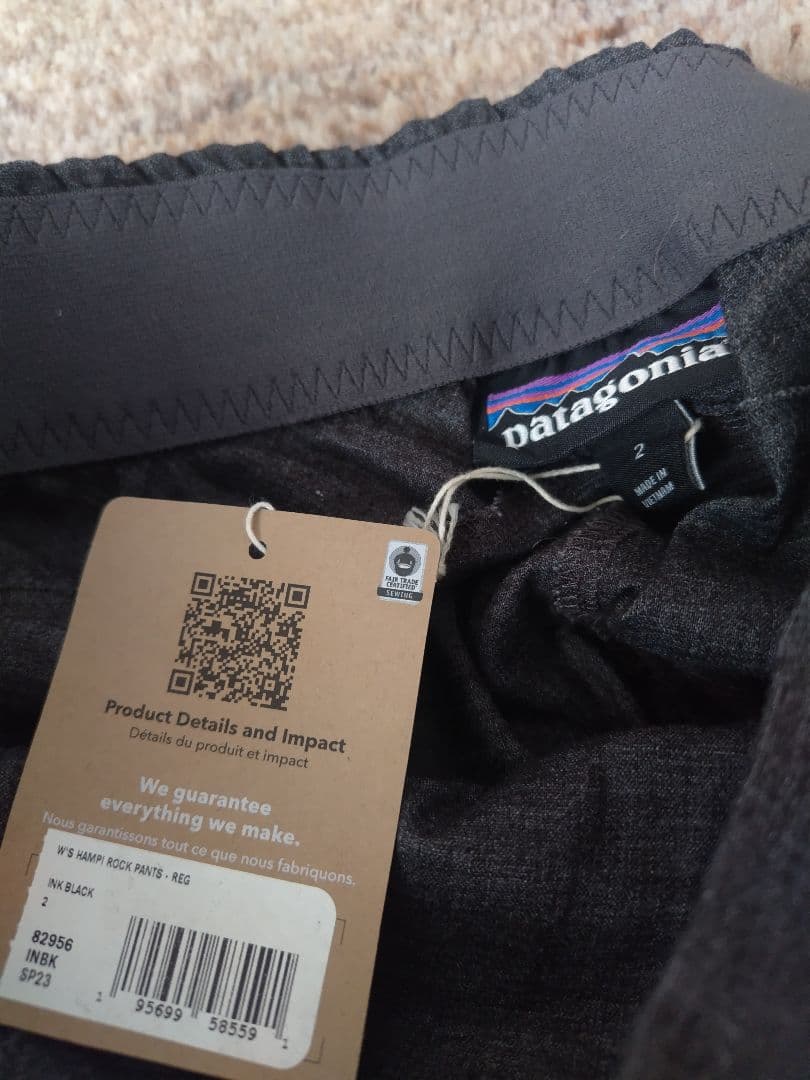 patagonia
2
MADE IN
VIETNAM
FAIR TRADE
CERTIFIED
SEWING
Product Details and Impact
Détails du produit et impact
We guarantee
everything we make.
Nous garantissons tout ce que nous fabriquons.
W'S HAMPI ROCK PANTS - REG
INK BLACK
2
82956
INBK
SP23
1 95699 58559 1